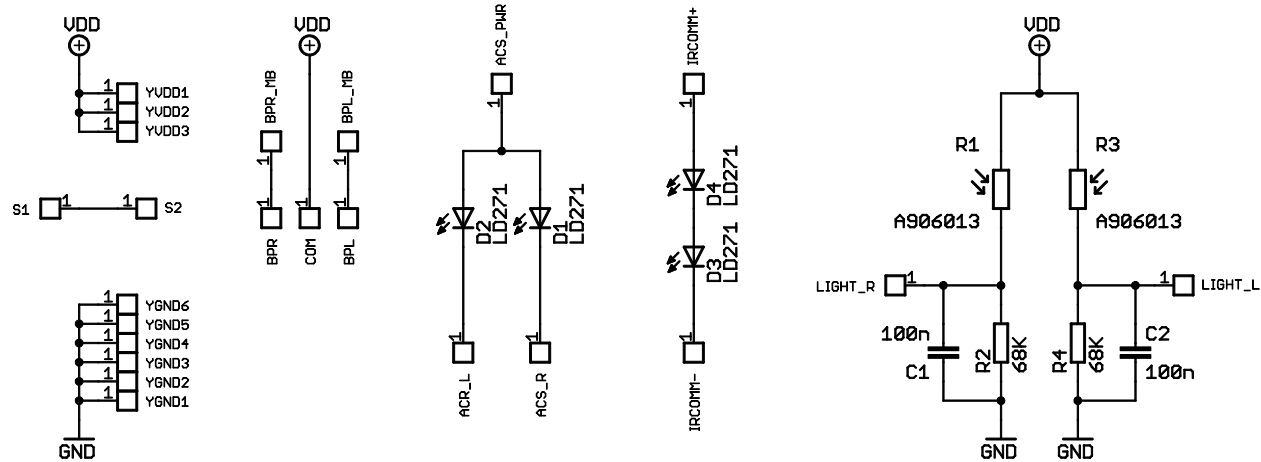 VDD
1 YVDD1
1 YVDD2
1 YVDD3
S1 1 1 S2
1 YGND6
1 YGND5
1 YGND4
1 YGND3
1 YGND2
1 YGND1
GND
VDD
BPR_MB
1
1
BPR
COM
BPL_MB
1
1
BPL
ACS_PWR
1
D2
LD271
D1
LD271
1
ACR_L
1
ACS_R
IRCOMM+
1
D4
LD271
D3
LD271
1
IRCOMM-
VDD
R1
A906013
R3
A906013
LIGHT_R 1
1 LIGHT_L
100n
C1
R2
68K
R4
68K
C2
100n
GND
GND